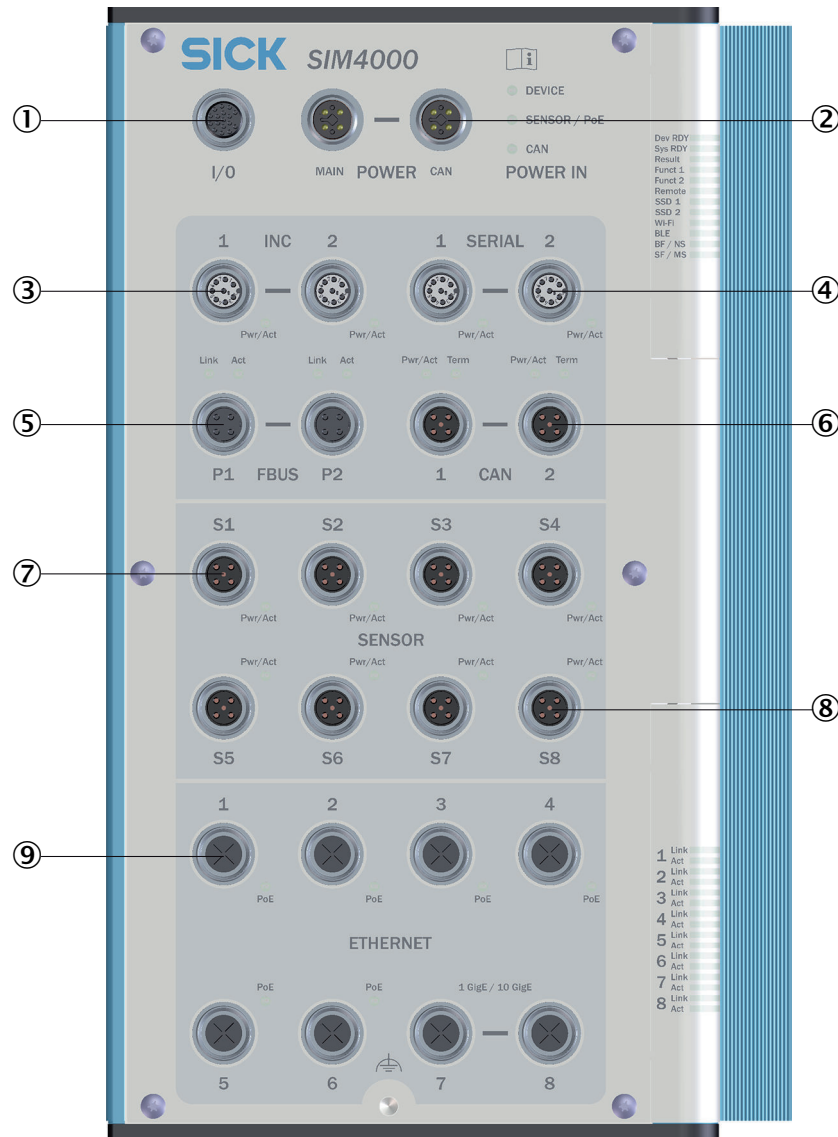 SICK SIM4000 i
DEVICE
① ② SENSOR / PoE
CAN
I/O MAIN POWER CAN POWER IN
Dev RDY
Sys RDY
Result
Funct 1
Funct 2
Remote
SSD 1
SSD 2
Wi-Fi
BLE
BF / NS
SF / MS
1 INC 2 1 SERIAL 2
③ ④
Pwr/Act Pwr/Act Pwr/Act Pwr/Act
Link Act Link Act Pwr/Act Term Pwr/Act Term
⑤ ⑥
P1 FBUS P2 1 CAN 2
S1 S2 S3 S4
⑦
Pwr/Act Pwr/Act Pwr/Act Pwr/Act
SENSOR
Pwr/Act Pwr/Act Pwr/Act Pwr/Act
⑧
S5 S6 S7 S8
1 2 3 4
⑨
PoE PoE PoE PoE
ETHERNET
PoE PoE 1 GigE / 10 GigE
5 6 7 8
1 Link
Act
2 Link
Act
3 Link
Act
4 Link
Act
5 Link
Act
6 Link
Act
7 Link
Act
8 Link
Act